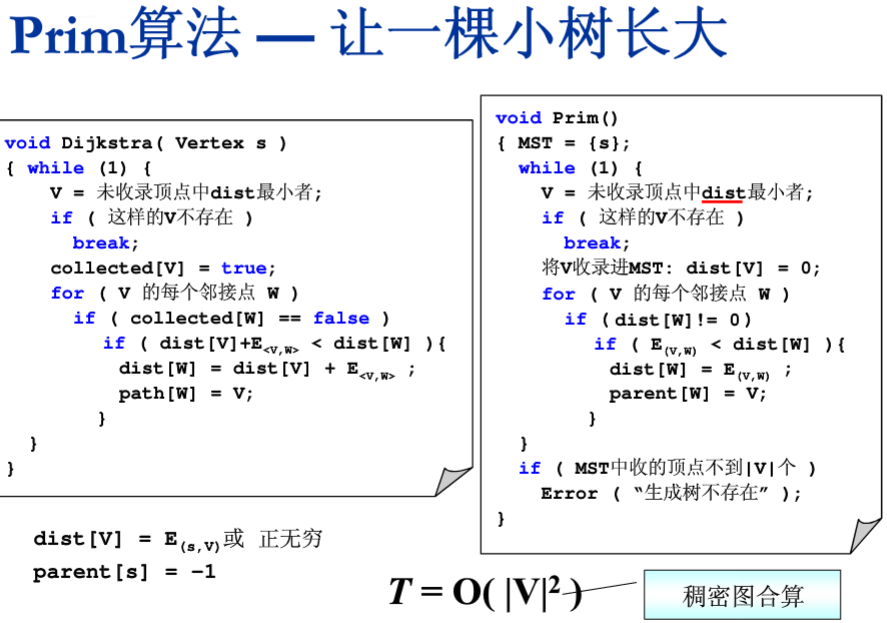 Prim算法 — 让一棵小树长大
void Dijkstra( Vertex s )
{ while (1) {
V = 未收录顶点中dist最小者;
if ( 这样的V不存在 )
break;
collected[V] = true;
for ( V 的每个邻接点 W )
if ( collected[W] == false )
if ( dist[V]+E<V,W> < dist[W] ){
dist[W] = dist[V] + E<V,W> ;
path[W] = V;
}
}
}
void Prim()
{ MST = {s};
while (1) {
V = 未收录顶点中dist最小者;
if ( 这样的V不存在 )
break;
将V收录进MST: dist[V] = 0;
for ( V 的每个邻接点 W )
if (dist[W]!= 0)
if ( E(V,W) < dist[W] ){
dist[W] = E(V,W) ;
parent[W] = V;
}
}
if ( MST中收的顶点不到|V|个 )
Error ( “生成树不存在” );
}
dist[V] = E(s,V)或 正无穷
parent[s] = -1
T = O( |V|² )
稠密图合算